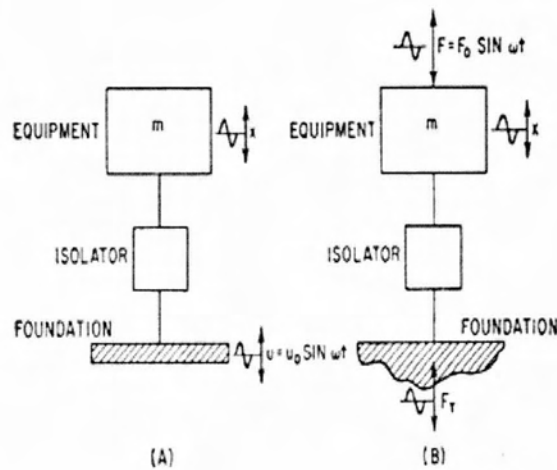 F = F₀ SIN ωt
EQUIPMENT
m
x
EQUIPMENT
m
x
ISOLATOR
ISOLATOR
FOUNDATION
u = u₀ SIN ωt
FOUNDATION
F_T
(A)
(B)